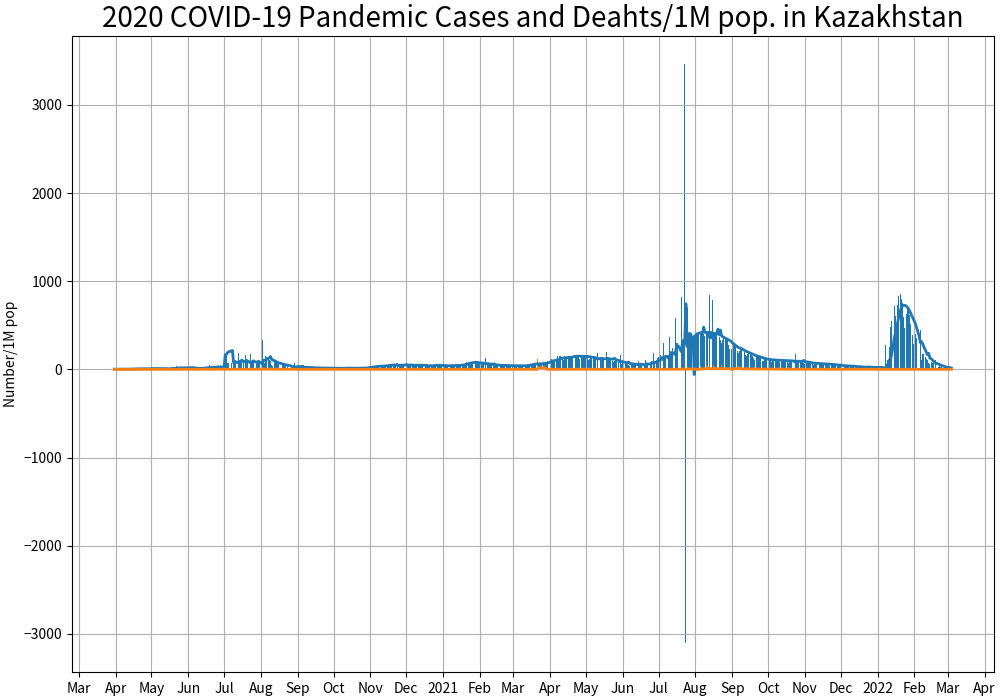 2020 COVID-19 Pandemic Cases and Deahts/1M pop. in Kazakhstan
Number/1M pop
3000
2000
1000
0
−1000
−2000
−3000
Mar Apr May Jun Jul Aug Sep Oct Nov Dec 2021 Feb Mar Apr May Jun Jul Aug Sep Oct Nov Dec 2022 Feb Mar Apr